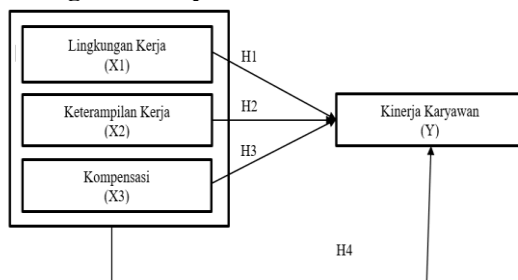 Lingkungan Kerja
(X1)
H1
Keterampilan Kerja
(X2)
H2
Kinerja Karyawan
(Y)
H3
Kompensasi
(X3)
H4